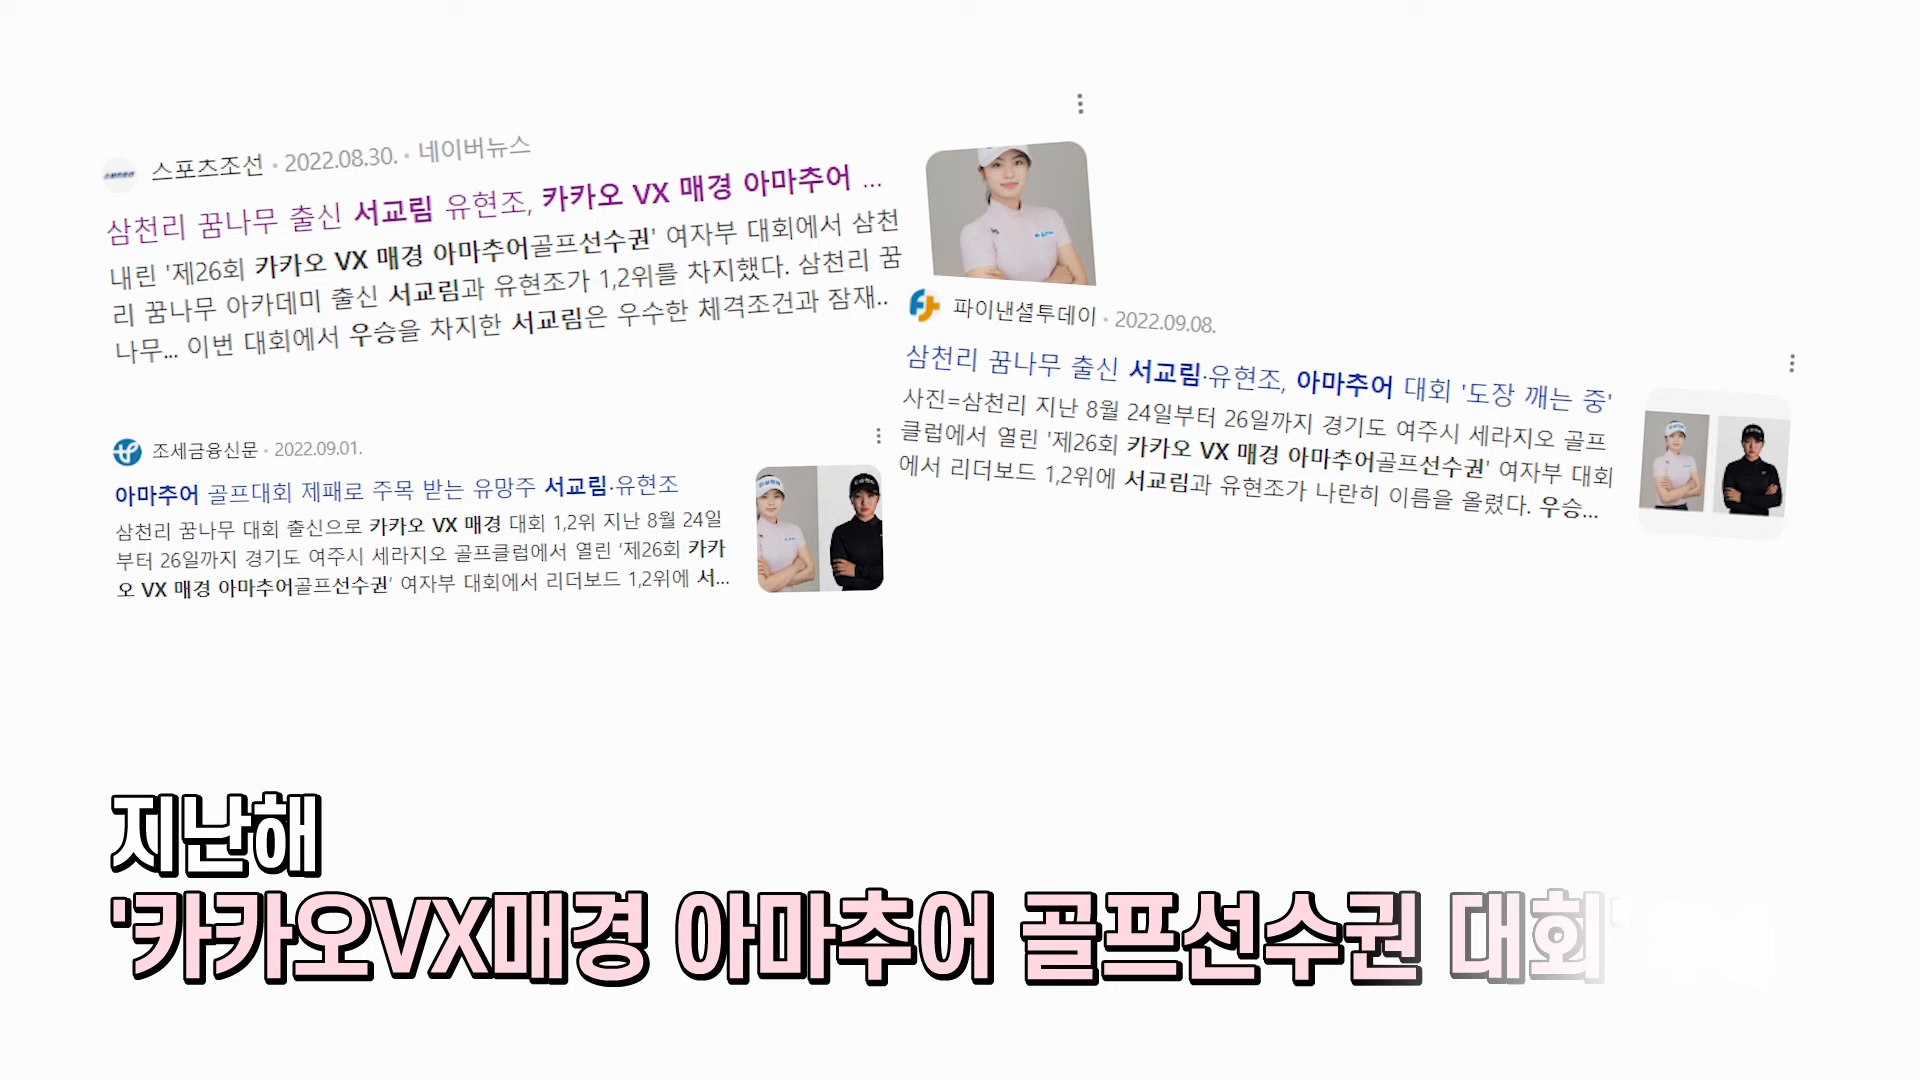 스포츠조선 · 2022.08.30. · 네이버뉴스
삼천리 꿈나무 출신 서교림 유현조, 카카오 VX 매경 아마추어 ...
내린 '제26회 카카오 VX 매경 아마추어골프선수권' 여자부 대회에서 삼천
리 꿈나무 아카데미 출신 서교림과 유현조가 1,2위를 차지했다. 삼천리 꿈
나무... 이번 대회에서 우승을 차지한 서교림은 우수한 체격조건과 잠재..
파이낸셜투데이 · 2022.09.08.
삼천리 꿈나무 출신 서교림·유현조, 아마추어 대회 '도장 깨는 중'
사진=삼천리 지난 8월 24일부터 26일까지 경기도 여주시 세라지오 골프
클럽에서 열린 '제26회 카카오 VX 매경 아마추어골프선수권' 여자부 대회
에서 리더보드 1,2위에 서교림과 유현조가 나란히 이름을 올렸다. 우승...
조세금융신문 · 2022.09.01.
아마추어 골프대회 제패로 주목 받는 유망주 서교림·유현조
삼천리 꿈나무 대회 출신으로 카카오 VX 매경 대회 1,2위 지난 8월 24일
부터 26일까지 경기도 여주시 세라지오 골프클럽에서 열린 ‘제26회 카카
오 VX 매경 아마추어골프선수권’ 여자부 대회에서 리더보드 1,2위에 서...
지난해
'카카오VX매경 아마추어 골프선수권 대회'